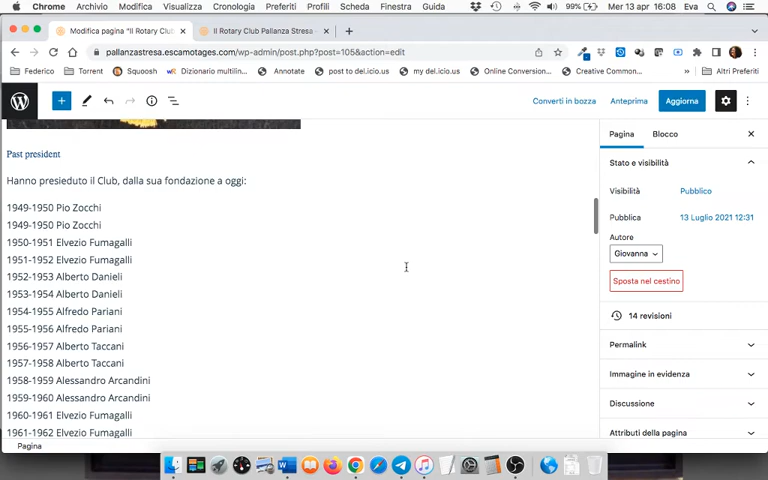 Chrome Archivio Modifica Visualizza Cronologia Preferiti Profili Scheda Finestra Guida 99% Mer 13 apr 16:08 Eva
Modifica pagina "Il Rotary Club
Il Rotary Club Pallanza Stresa
pallanzastresa.escamotages.com/wp-admin/post.php?post=105&action=edit
Federico Torrent Squoosh Dizionario multilin... Annotate post to del.icio.us my del.icio.us Online Conversion... Creative Common... » Altri Preferiti
Converti in bozza Anteprima Aggiorna
Past president
Hanno presieduto il Club, dalla sua fondazione a oggi:
1949-1950 Pio Zocchi
1949-1950 Pio Zocchi
1950-1951 Elvezio Fumagalli
1951-1952 Elvezio Fumagalli
1952-1953 Alberto Danieli
1953-1954 Alberto Danieli
1954-1955 Alfredo Pariani
1955-1956 Alfredo Pariani
1956-1957 Alberto Taccani
1957-1958 Alberto Taccani
1958-1959 Alessandro Arcandini
1959-1960 Alessandro Arcandini
1960-1961 Elvezio Fumagalli
1961-1962 Elvezio Fumagalli
Pagina
Pagina Blocco
Stato e visibilità
Visibilità Pubblico
Pubblica 13 Luglio 2021 12:31
Autore
Giovanna
Sposta nel cestino
14 revisioni
Permalink
Immagine in evidenza
Discussione
Attributi della pagina